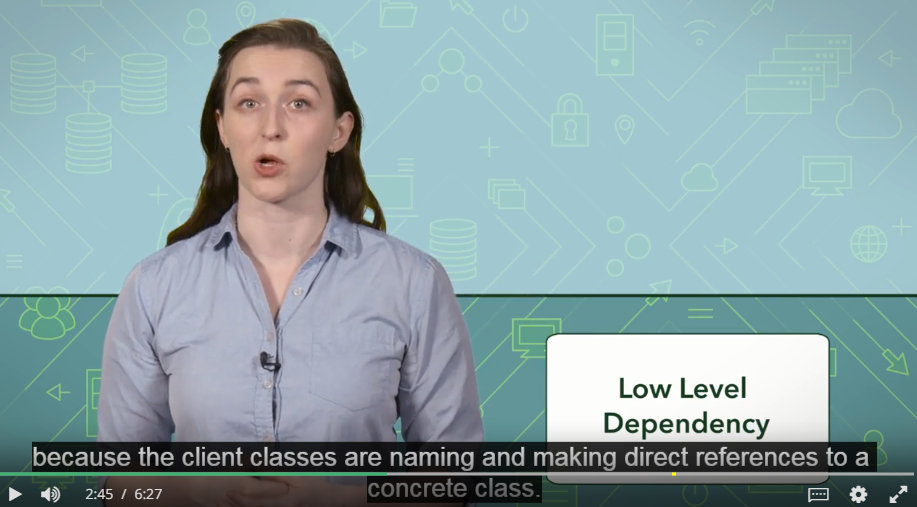 Low Level
Dependency
because the client classes are naming and making direct references to a
concrete class.
2:45 / 6:27